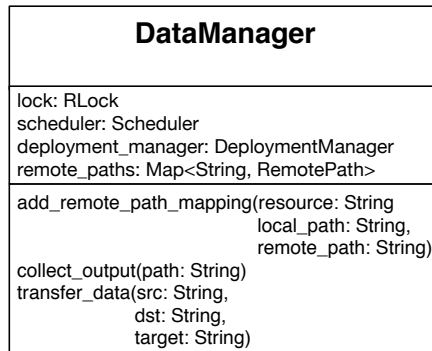 DataManager
lock: RLock
scheduler: Scheduler
deployment_manager: DeploymentManager
remote_paths: Map<String, RemotePath>
add_remote_path_mapping(resource: String
local_path: String,
remote_path: String)
collect_output(path: String)
transfer_data(src: String,
dst: String,
target: String)